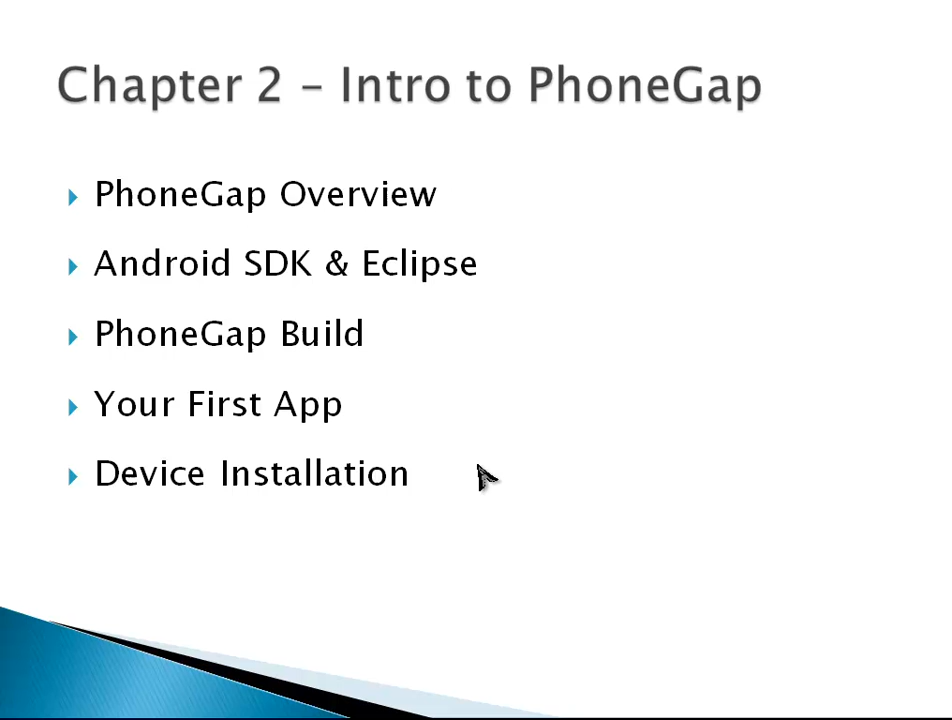 Chapter 2 – Intro to PhoneGap
PhoneGap Overview
Android SDK & Eclipse
PhoneGap Build
Your First App
Device Installation